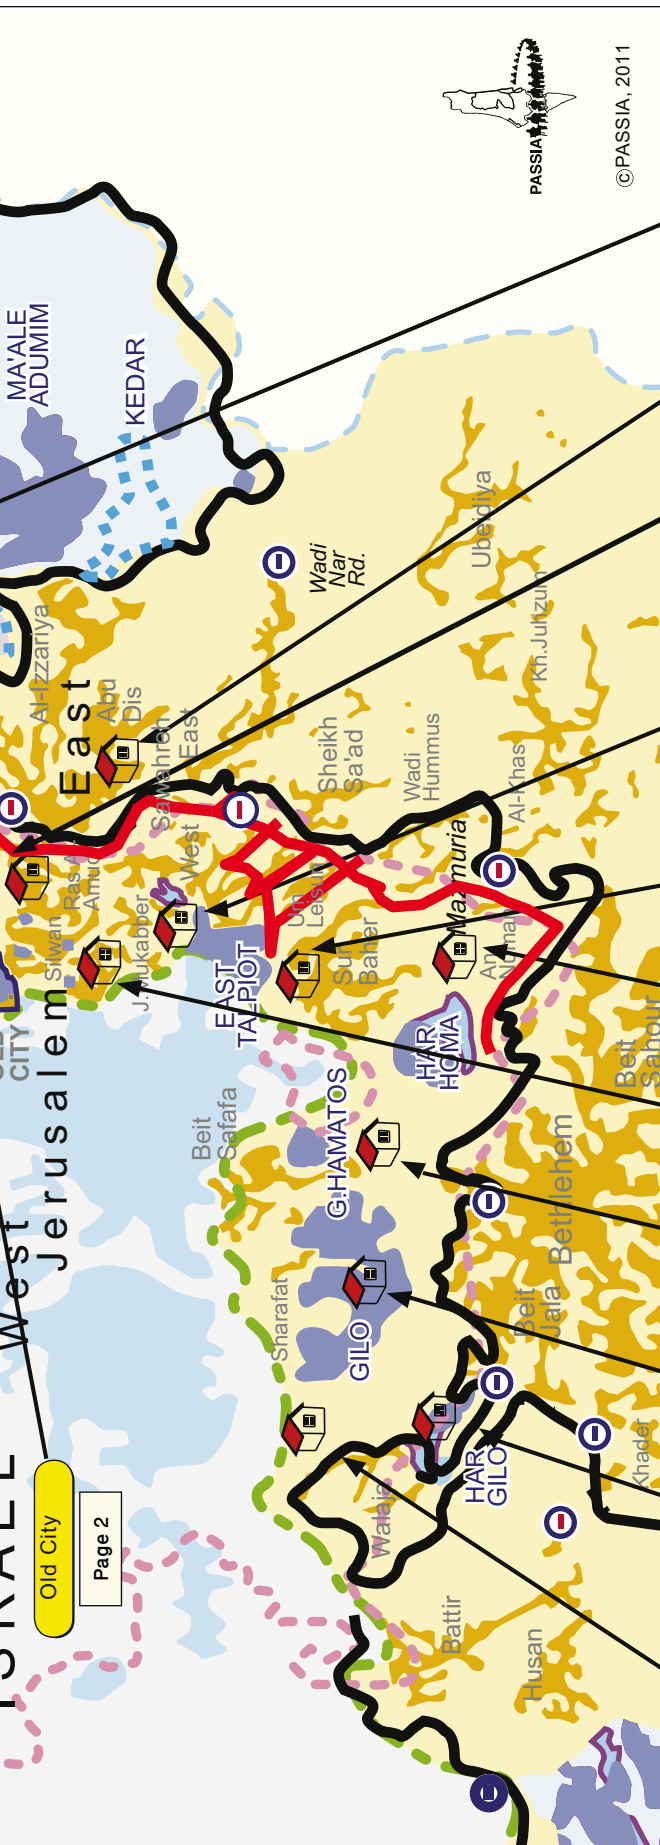 PASSIA
©PASSIA, 2011
MA'ALE
ADUMIM
KEDAR
Wadi
Nar
Rd.
Ubeidiya
Kh.Juhzum
Al-Izzariya
Abu
Dis
East
Sawahreh
East
West
Sheikh
Sa'ad
Wadi
Hummus
Al-Khas
Mazmuria
Ras Al-
Amud
Silwan
J.Mukabber
Um
Leisun
Sur
Baher
An
Numan
EAST
TALPIOT
HAR
HOMA
CITY
Jerusalem
West
Beit
Sahour
Beit
Safafa
G.HAMATOS
Bethlehem
Beit
Jala
Sharafat
GILO
HAR
GILO
Khader
Walaja
Old City
Page 2
Battir
Husan